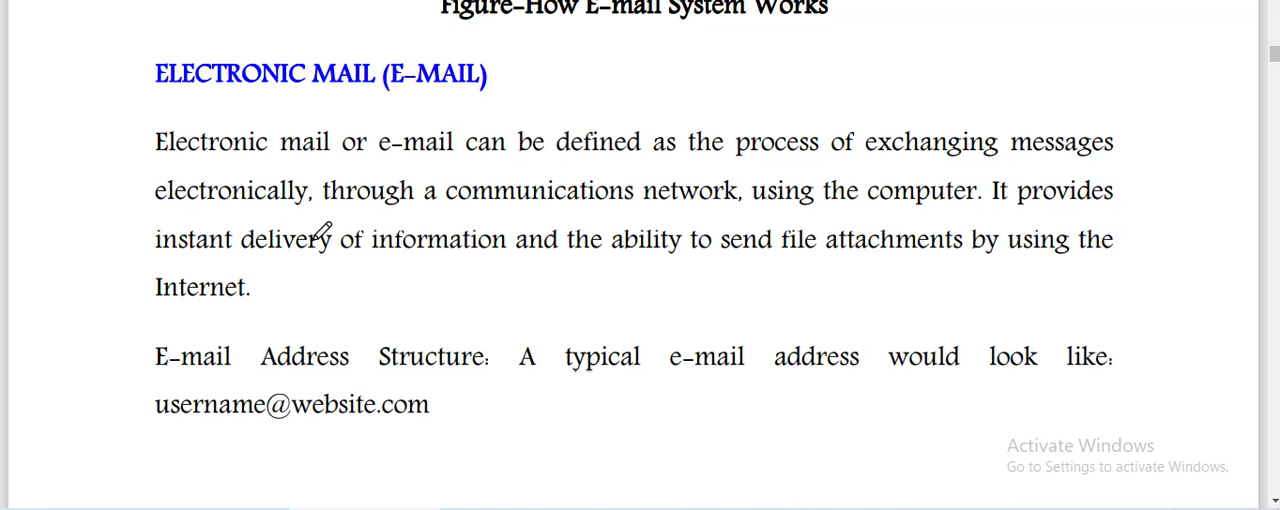 Figure-How E-mail System Works
ELECTRONIC MAIL (E-MAIL)
Electronic mail or e-mail can be defined as the process of exchanging messages
electronically, through a communications network, using the computer. It provides
instant delivery of information and the ability to send file attachments by using the
Internet.
E-mail Address Structure: A typical e-mail address would look like:
username@website.com
Activate Windows
Go to Settings to activate Windows.